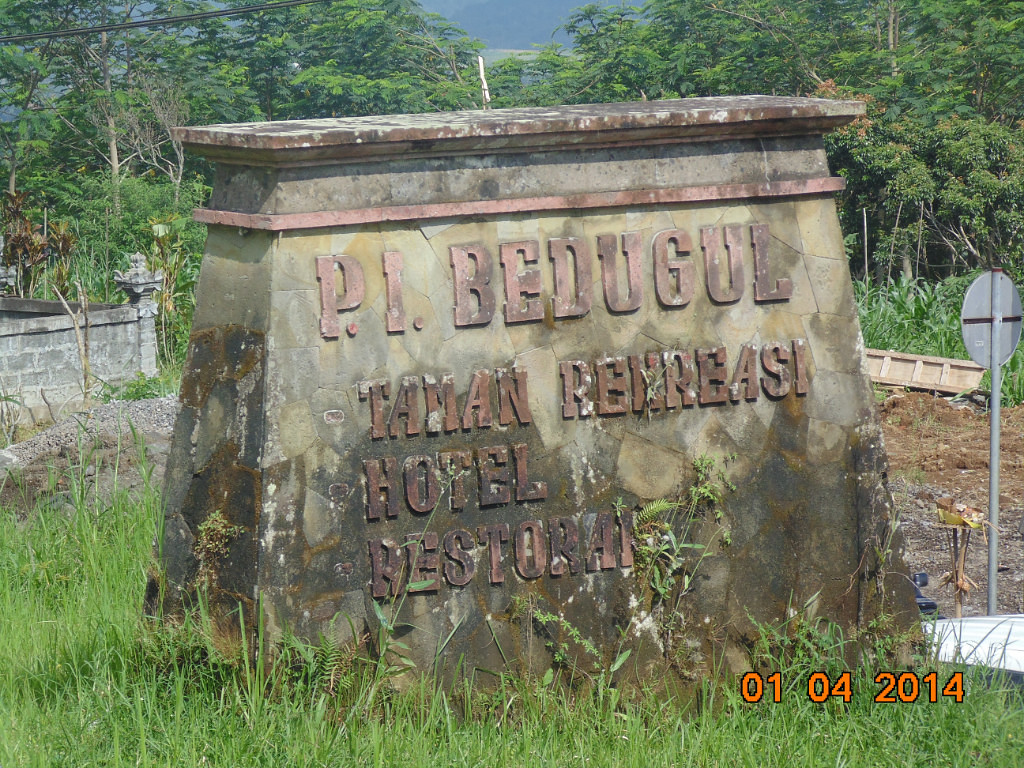 P.I. BEDUGUL
- TAMAN REKREASI
- HOTEL
- RESTORAN
01 04 2014